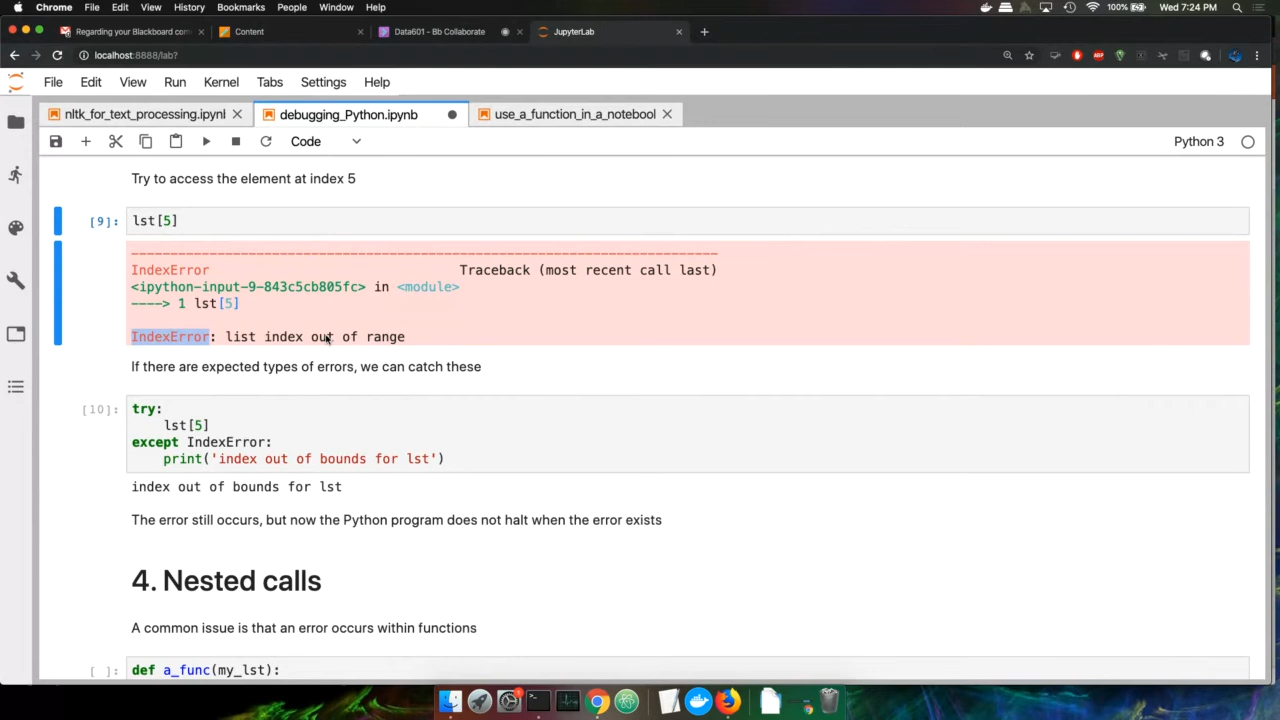 Chrome File Edit View History Bookmarks People Window Help 100% Wed 7:24 PM
Regarding your Blackboard con
Content
Data601 - Bb Collaborate
JupyterLab
localhost:8888/lab?
File Edit View Run Kernel Tabs Settings Help
nltk_for_text_processing.ipynl
debugging_Python.ipynb
use_a_function_in_a_notebool
Code
Python 3
Try to access the element at index 5
[9]: lst[5]
---------------------------------------------------------------------------
IndexError Traceback (most recent call last)
<ipython-input-9-843c5cb805fc> in <module>
----> 1 lst[5]
IndexError: list index out of range
If there are expected types of errors, we can catch these
[10]: try:
lst[5]
except IndexError:
print('index out of bounds for lst')
index out of bounds for lst
The error still occurs, but now the Python program does not halt when the error exists
4. Nested calls
A common issue is that an error occurs within functions
[ ]: def a_func(my_lst):